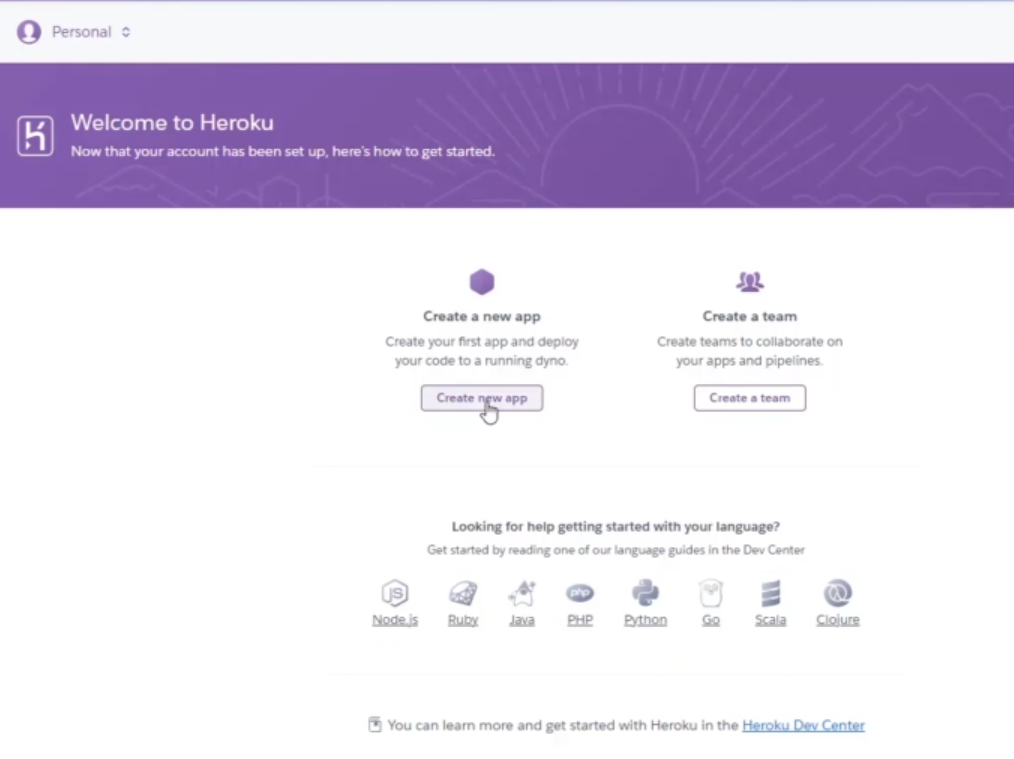 Personal
Welcome to Heroku
Now that your account has been set up, here's how to get started.
Create a new app
Create your first app and deploy
your code to a running dyno.
Create new app
Create a team
Create teams to collaborate on
your apps and pipelines.
Create a team
Looking for help getting started with your language?
Get started by reading one of our language guides in the Dev Center
JS php
Node.js Ruby Java PHP Python Go Scala Clojure
You can learn more and get started with Heroku in the Heroku Dev Center